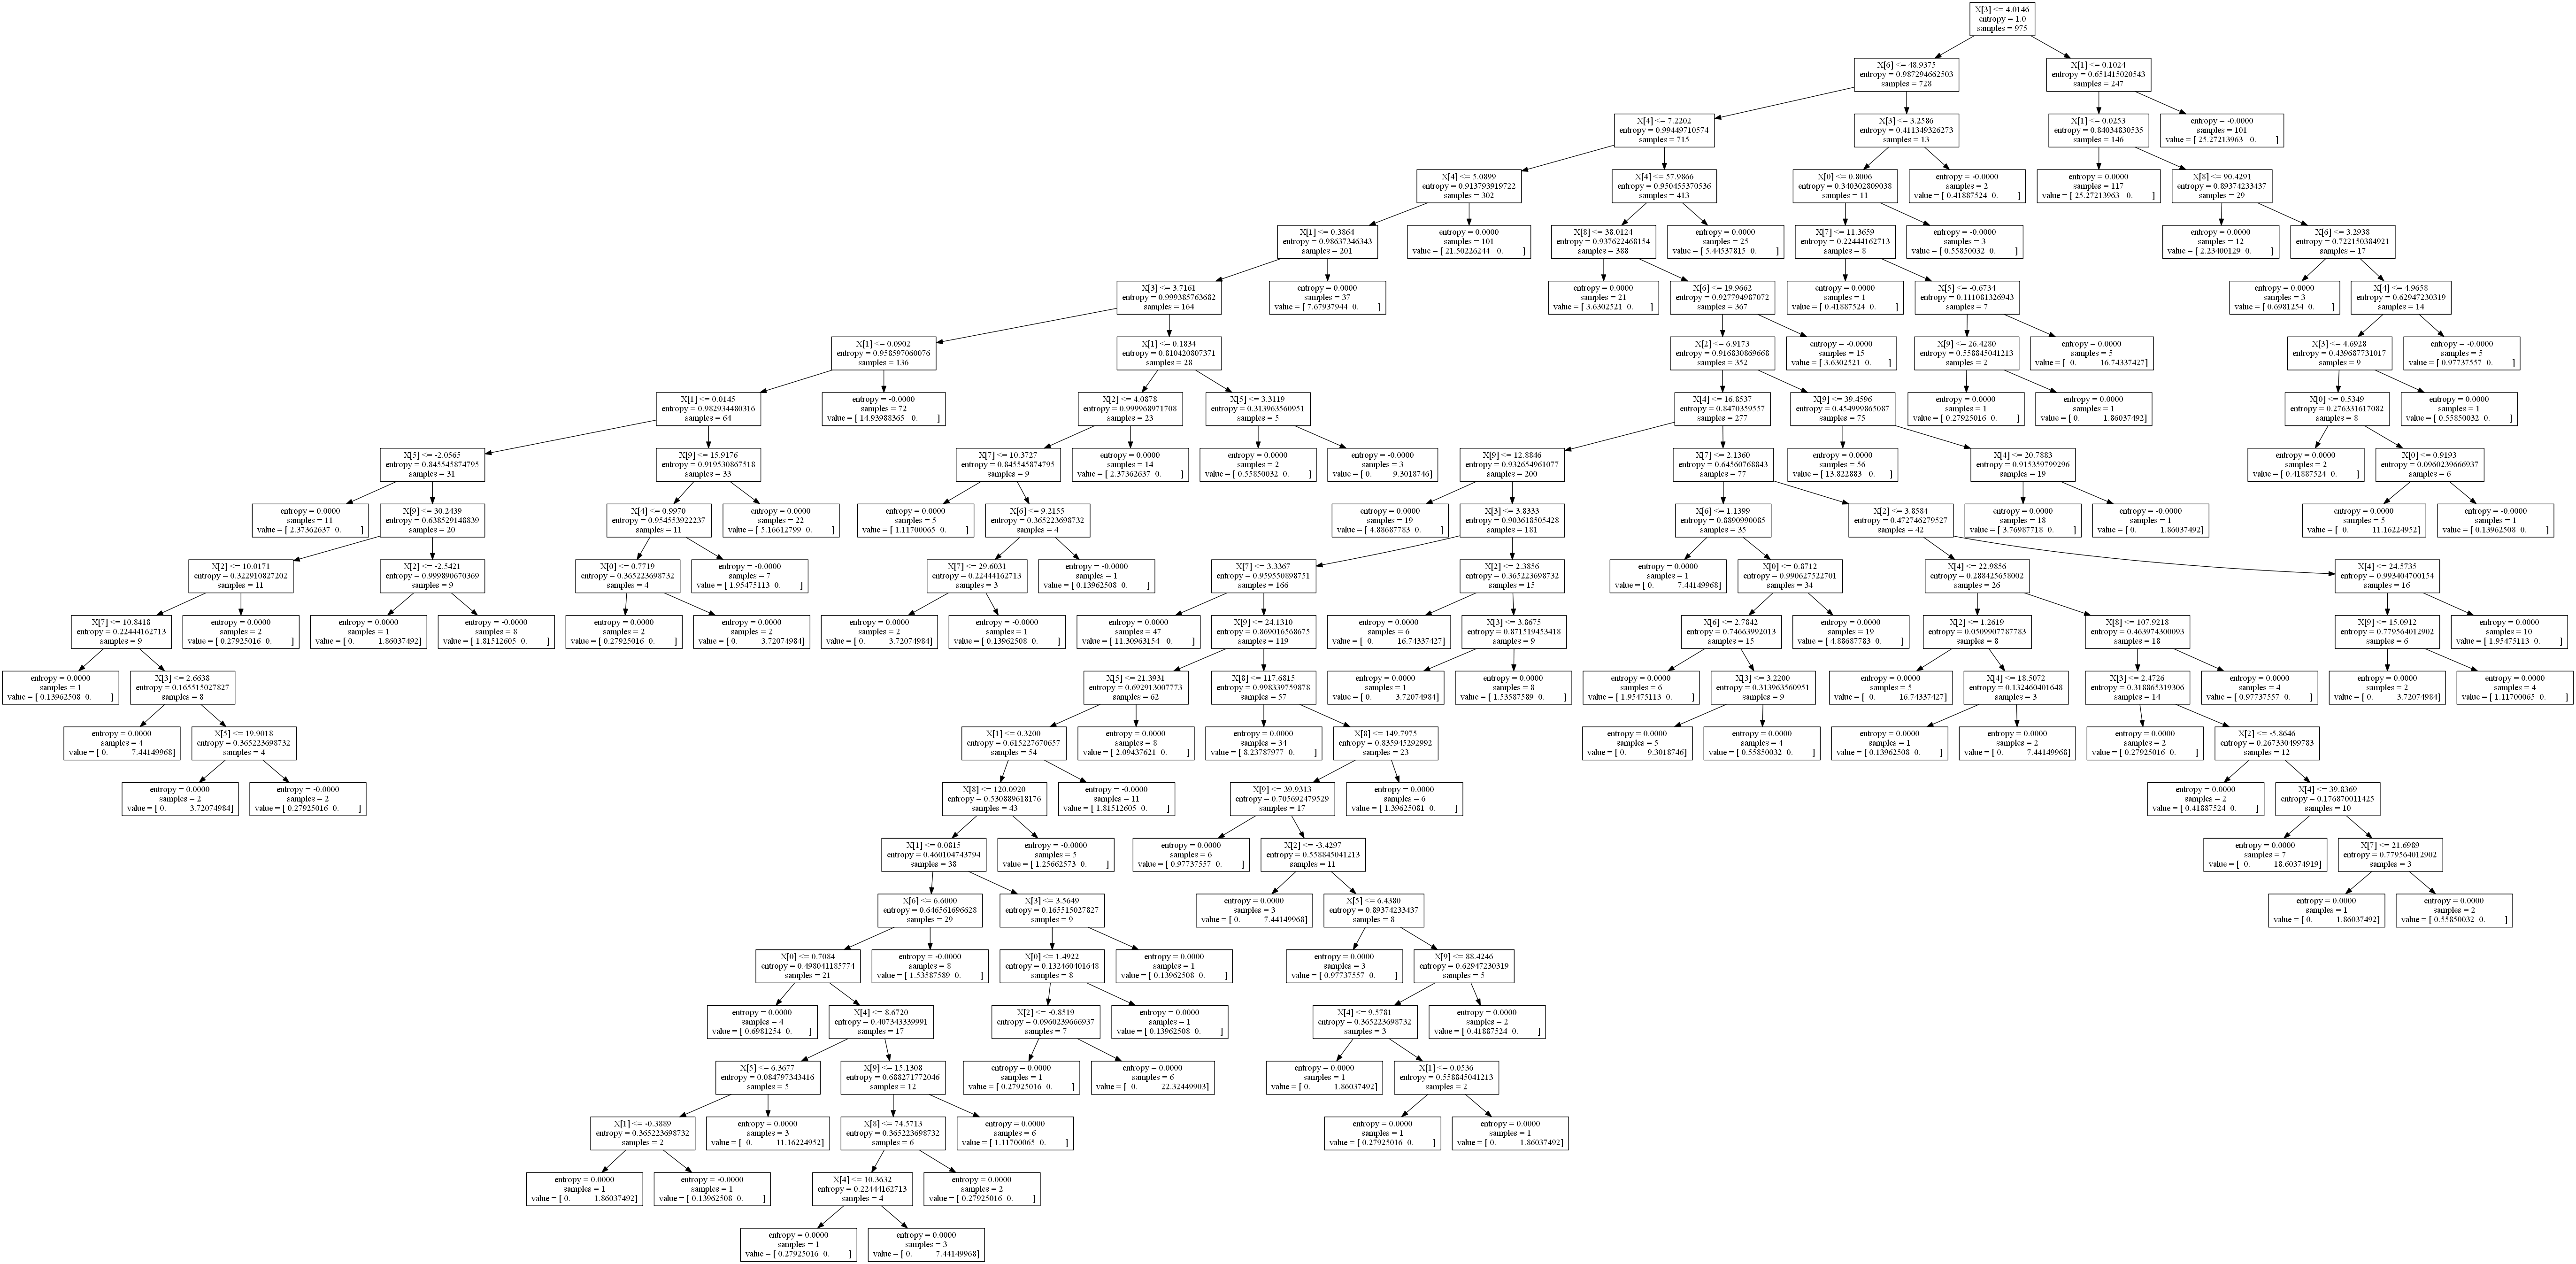 X[3] <= 4.0146
entropy = 1.0
samples = 975
X[6] <= 48.9375
entropy = 0.987294662503
samples = 728
X[1] <= 0.1024
entropy = 0.651415020543
samples = 247
X[4] <= 7.2202
entropy = 0.99449710574
samples = 715
X[3] <= 3.2586
entropy = 0.411349326273
samples = 13
X[1] <= 0.0253
entropy = 0.84034830535
samples = 146
entropy = -0.0000
samples = 101
value = [ 25.27213963 0. ]
X[4] <= 5.0899
entropy = 0.913793919722
samples = 302
X[4] <= 57.9866
entropy = 0.950455370536
samples = 413
X[0] <= 0.8006
entropy = 0.340302809038
samples = 11
entropy = -0.0000
samples = 2
value = [ 0.41887524 0. ]
entropy = 0.0000
samples = 117
value = [ 25.27213963 0. ]
X[8] <= 90.4291
entropy = 0.89374233437
samples = 29
X[1] <= 0.3864
entropy = 0.98637346343
samples = 201
entropy = 0.0000
samples = 101
value = [ 21.50226244 0. ]
X[8] <= 38.0124
entropy = 0.937622468154
samples = 388
entropy = 0.0000
samples = 25
value = [ 5.44537815 0. ]
X[7] <= 11.3659
entropy = 0.22444162713
samples = 8
entropy = -0.0000
samples = 3
value = [ 0.55850032 0. ]
entropy = 0.0000
samples = 12
value = [ 2.23400129 0. ]
X[6] <= 3.2938
entropy = 0.722150384921
samples = 17
X[3] <= 3.7161
entropy = 0.999385763682
samples = 164
entropy = 0.0000
samples = 37
value = [ 7.67937944 0. ]
entropy = 0.0000
samples = 21
value = [ 3.6302521 0. ]
X[6] <= 19.9662
entropy = 0.927794987072
samples = 367
entropy = 0.0000
samples = 1
value = [ 0.41887524 0. ]
X[5] <= -0.6734
entropy = 0.111081326943
samples = 7
entropy = 0.0000
samples = 3
value = [ 0.6981254 0. ]
X[4] <= 4.9658
entropy = 0.62947230319
samples = 14
X[1] <= 0.0902
entropy = 0.958597060076
samples = 136
X[1] <= 0.1834
entropy = 0.810420807371
samples = 28
X[2] <= 6.9173
entropy = 0.916830869668
samples = 352
entropy = -0.0000
samples = 15
value = [ 3.6302521 0. ]
X[9] <= 26.4280
entropy = 0.558845041213
samples = 2
entropy = 0.0000
samples = 5
value = [ 0. 16.74337427]
X[3] <= 4.6928
entropy = 0.439687731017
samples = 9
entropy = -0.0000
samples = 5
value = [ 0.97737557 0. ]
X[1] <= 0.0145
entropy = 0.982934480316
samples = 64
entropy = -0.0000
samples = 72
value = [ 14.93988365 0. ]
X[2] <= 4.0878
entropy = 0.999968971708
samples = 23
X[5] <= 3.3119
entropy = 0.313963560951
samples = 5
X[4] <= 16.8537
entropy = 0.8470359557
samples = 277
X[9] <= 39.4596
entropy = 0.454999865087
samples = 75
entropy = 0.0000
samples = 1
value = [ 0.27925016 0. ]
entropy = 0.0000
samples = 1
value = [ 0. 1.86037492]
X[0] <= 0.5349
entropy = 0.276331617082
samples = 8
entropy = 0.0000
samples = 1
value = [ 0.55850032 0. ]
X[5] <= -2.0565
entropy = 0.845545874795
samples = 31
X[9] <= 15.9176
entropy = 0.919530867518
samples = 33
X[7] <= 10.3727
entropy = 0.845545874795
samples = 9
entropy = 0.0000
samples = 14
value = [ 2.37362637 0. ]
entropy = 0.0000
samples = 2
value = [ 0.55850032 0. ]
entropy = -0.0000
samples = 3
value = [ 0. 9.3018746]
X[9] <= 12.8846
entropy = 0.932654961077
samples = 200
X[7] <= 2.1360
entropy = 0.64560768843
samples = 77
entropy = 0.0000
samples = 56
value = [ 13.822883 0. ]
X[4] <= 20.7883
entropy = 0.915359799296
samples = 19
entropy = 0.0000
samples = 2
value = [ 0.41887524 0. ]
X[0] <= 0.9193
entropy = 0.0960239666937
samples = 6
entropy = 0.0000
samples = 11
value = [ 2.37362637 0. ]
X[9] <= 30.2439
entropy = 0.638529148839
samples = 20
X[4] <= 0.9970
entropy = 0.954553922237
samples = 11
entropy = 0.0000
samples = 22
value = [ 5.16612799 0. ]
entropy = 0.0000
samples = 5
value = [ 1.11700065 0. ]
X[6] <= 9.2155
entropy = 0.365223698732
samples = 4
entropy = 0.0000
samples = 19
value = [ 4.88687783 0. ]
X[3] <= 3.8333
entropy = 0.903618505428
samples = 181
X[6] <= 1.1399
entropy = 0.8890990085
samples = 35
X[2] <= 3.8584
entropy = 0.472746279527
samples = 42
entropy = 0.0000
samples = 18
value = [ 3.76987718 0. ]
entropy = -0.0000
samples = 1
value = [ 0. 1.86037492]
entropy = 0.0000
samples = 5
value = [ 0. 11.16224952]
entropy = -0.0000
samples = 1
value = [ 0.13962508 0. ]
X[2] <= 10.0171
entropy = 0.322910827202
samples = 11
X[2] <= -2.5421
entropy = 0.999890670369
samples = 9
X[0] <= 0.7719
entropy = 0.365223698732
samples = 4
entropy = -0.0000
samples = 7
value = [ 1.95475113 0. ]
X[7] <= 29.6031
entropy = 0.22444162713
samples = 3
entropy = -0.0000
samples = 1
value = [ 0.13962508 0. ]
X[7] <= 3.3367
entropy = 0.959550898751
samples = 166
X[2] <= 2.3856
entropy = 0.365223698732
samples = 15
entropy = 0.0000
samples = 1
value = [ 0. 7.44149968]
X[0] <= 0.8712
entropy = 0.990627522701
samples = 34
X[4] <= 22.9856
entropy = 0.288425658002
samples = 26
X[4] <= 24.5735
entropy = 0.993404700154
samples = 16
X[7] <= 10.8418
entropy = 0.22444162713
samples = 9
entropy = 0.0000
samples = 2
value = [ 0.27925016 0. ]
entropy = 0.0000
samples = 1
value = [ 0. 1.86037492]
entropy = -0.0000
samples = 8
value = [ 1.81512605 0. ]
entropy = 0.0000
samples = 2
value = [ 0.27925016 0. ]
entropy = 0.0000
samples = 2
value = [ 0. 3.72074984]
entropy = 0.0000
samples = 2
value = [ 0. 3.72074984]
entropy = -0.0000
samples = 1
value = [ 0.13962508 0. ]
entropy = 0.0000
samples = 47
value = [ 11.30963154 0. ]
X[9] <= 24.1310
entropy = 0.869016568675
samples = 119
entropy = 0.0000
samples = 6
value = [ 0. 16.74337427]
X[3] <= 3.8675
entropy = 0.871519453418
samples = 9
X[6] <= 2.7842
entropy = 0.74663992013
samples = 15
entropy = 0.0000
samples = 19
value = [ 4.88687783 0. ]
X[2] <= 1.2619
entropy = 0.0509907787783
samples = 8
X[8] <= 107.9218
entropy = 0.463974300093
samples = 18
X[9] <= 15.0912
entropy = 0.779564012902
samples = 6
entropy = 0.0000
samples = 10
value = [ 1.95475113 0. ]
entropy = 0.0000
samples = 1
value = [ 0.13962508 0. ]
X[3] <= 2.6638
entropy = 0.165515027827
samples = 8
X[5] <= 21.3931
entropy = 0.692913007773
samples = 62
X[8] <= 117.6815
entropy = 0.998339759878
samples = 57
entropy = 0.0000
samples = 1
value = [ 0. 3.72074984]
entropy = 0.0000
samples = 8
value = [ 1.53587589 0. ]
entropy = 0.0000
samples = 6
value = [ 1.95475113 0. ]
X[3] <= 3.2200
entropy = 0.313963560951
samples = 9
entropy = 0.0000
samples = 5
value = [ 0. 16.74337427]
X[4] <= 18.5072
entropy = 0.132460401648
samples = 3
X[3] <= 2.4726
entropy = 0.318865319306
samples = 14
entropy = 0.0000
samples = 4
value = [ 0.97737557 0. ]
entropy = 0.0000
samples = 2
value = [ 0. 3.72074984]
entropy = 0.0000
samples = 4
value = [ 1.11700065 0. ]
entropy = 0.0000
samples = 4
value = [ 0. 7.44149968]
X[5] <= 19.9018
entropy = 0.365223698732
samples = 4
X[1] <= 0.3200
entropy = 0.615227670657
samples = 54
entropy = 0.0000
samples = 8
value = [ 2.09437621 0. ]
entropy = 0.0000
samples = 34
value = [ 8.23787977 0. ]
X[8] <= 149.7975
entropy = 0.835945292992
samples = 23
entropy = 0.0000
samples = 5
value = [ 0. 9.3018746]
entropy = 0.0000
samples = 4
value = [ 0.55850032 0. ]
entropy = 0.0000
samples = 1
value = [ 0.13962508 0. ]
entropy = 0.0000
samples = 2
value = [ 0. 7.44149968]
entropy = 0.0000
samples = 2
value = [ 0.27925016 0. ]
X[2] <= -5.8646
entropy = 0.267330499783
samples = 12
entropy = 0.0000
samples = 2
value = [ 0. 3.72074984]
entropy = -0.0000
samples = 2
value = [ 0.27925016 0. ]
X[8] <= 120.0920
entropy = 0.530889618176
samples = 43
entropy = -0.0000
samples = 11
value = [ 1.81512605 0. ]
X[9] <= 39.9313
entropy = 0.705692479529
samples = 17
entropy = 0.0000
samples = 6
value = [ 1.39625081 0. ]
entropy = 0.0000
samples = 2
value = [ 0.41887524 0. ]
X[4] <= 39.8369
entropy = 0.176870011425
samples = 10
X[1] <= 0.0815
entropy = 0.460104743794
samples = 38
entropy = -0.0000
samples = 5
value = [ 1.25662573 0. ]
entropy = 0.0000
samples = 6
value = [ 0.97737557 0. ]
X[2] <= -3.4297
entropy = 0.558845041213
samples = 11
entropy = 0.0000
samples = 7
value = [ 0. 18.60374919]
X[7] <= 21.6989
entropy = 0.779564012902
samples = 3
X[6] <= 6.6000
entropy = 0.646561696628
samples = 29
X[3] <= 3.5649
entropy = 0.165515027827
samples = 9
entropy = 0.0000
samples = 3
value = [ 0. 7.44149968]
X[5] <= 6.4380
entropy = 0.89374233437
samples = 8
entropy = 0.0000
samples = 1
value = [ 0. 1.86037492]
entropy = 0.0000
samples = 2
value = [ 0.55850032 0. ]
X[0] <= 0.7084
entropy = 0.498041185774
samples = 21
entropy = -0.0000
samples = 8
value = [ 1.53587589 0. ]
X[0] <= 1.4922
entropy = 0.132460401648
samples = 8
entropy = 0.0000
samples = 1
value = [ 0.13962508 0. ]
entropy = 0.0000
samples = 3
value = [ 0.97737557 0. ]
X[9] <= 88.4246
entropy = 0.62947230319
samples = 5
entropy = 0.0000
samples = 4
value = [ 0.6981254 0. ]
X[4] <= 8.6720
entropy = 0.407343339991
samples = 17
X[2] <= -0.8519
entropy = 0.0960239666937
samples = 7
entropy = 0.0000
samples = 1
value = [ 0.13962508 0. ]
X[4] <= 9.5781
entropy = 0.365223698732
samples = 3
entropy = 0.0000
samples = 2
value = [ 0.41887524 0. ]
X[5] <= 6.3677
entropy = 0.084797343416
samples = 5
X[9] <= 15.1308
entropy = 0.688271772046
samples = 12
entropy = 0.0000
samples = 1
value = [ 0.27925016 0. ]
entropy = 0.0000
samples = 6
value = [ 0. 22.32449903]
entropy = 0.0000
samples = 1
value = [ 0. 1.86037492]
X[1] <= 0.0536
entropy = 0.558845041213
samples = 2
X[1] <= -0.3889
entropy = 0.365223698732
samples = 2
entropy = 0.0000
samples = 3
value = [ 0. 11.16224952]
X[8] <= 74.5713
entropy = 0.365223698732
samples = 6
entropy = 0.0000
samples = 6
value = [ 1.11700065 0. ]
entropy = 0.0000
samples = 1
value = [ 0.27925016 0. ]
entropy = 0.0000
samples = 1
value = [ 0. 1.86037492]
entropy = 0.0000
samples = 1
value = [ 0. 1.86037492]
entropy = -0.0000
samples = 1
value = [ 0.13962508 0. ]
X[4] <= 10.3632
entropy = 0.22444162713
samples = 4
entropy = 0.0000
samples = 2
value = [ 0.27925016 0. ]
entropy = 0.0000
samples = 1
value = [ 0.27925016 0. ]
entropy = 0.0000
samples = 3
value = [ 0. 7.44149968]